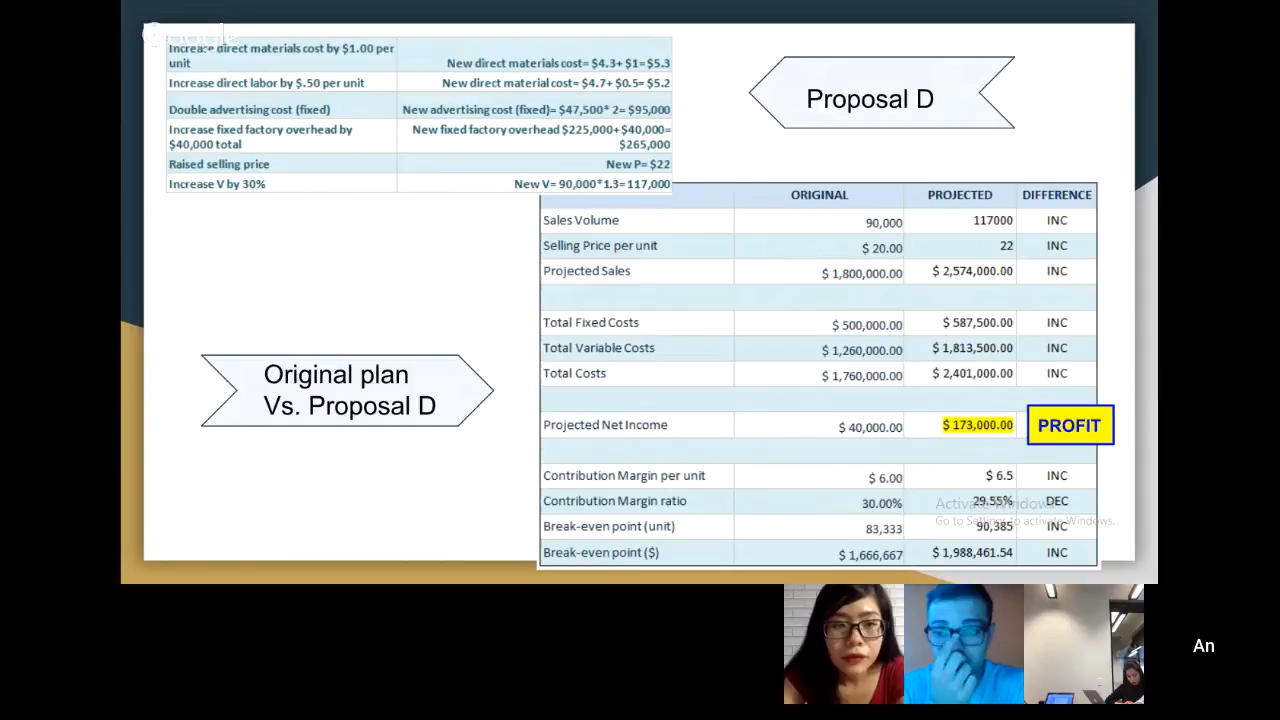 Google
Increase direct materials cost by $1.00 per
unit
New direct materials cost= $4.3+ $1=$5.3
Increase direct labor by $.50 per unit
New direct material cost= $4.7+ $0.5= $5.2
Double advertising cost (fixed)
New advertising cost (fixed)= $47,500* 2= $95,000
Increase fixed factory overhead by
$40,000 total
New fixed factory overhead $225,000+$40,000=
$265,000
Raised selling price
New P= $22
Increase V by 30%
New V= 90,000*1.3=117,000
Proposal D
ORIGINAL PROJECTED DIFFERENCE
Sales Volume 90,000 117000 INC
Selling Price per unit $ 20.00 22 INC
Projected Sales $ 1,800,000.00 $ 2,574,000.00 INC
Total Fixed Costs $ 500,000.00 $ 587,500.00 INC
Total Variable Costs $ 1,260,000.00 $ 1,813,500.00 INC
Total Costs $ 1,760,000.00 $ 2,401,000.00 INC
Original plan
Vs. Proposal D
Projected Net Income $ 40,000.00 $ 173,000.00 PROFIT
Contribution Margin per unit $ 6.00 $ 6.5 INC
Contribution Margin ratio 30.00% 29.55% DEC
Break-even point (unit) 83,333 90,385 INC
Break-even point ($) $ 1,666,667 $ 1,988,461.54 INC
Activate Windows
Go to Settings to activate Windows.
An